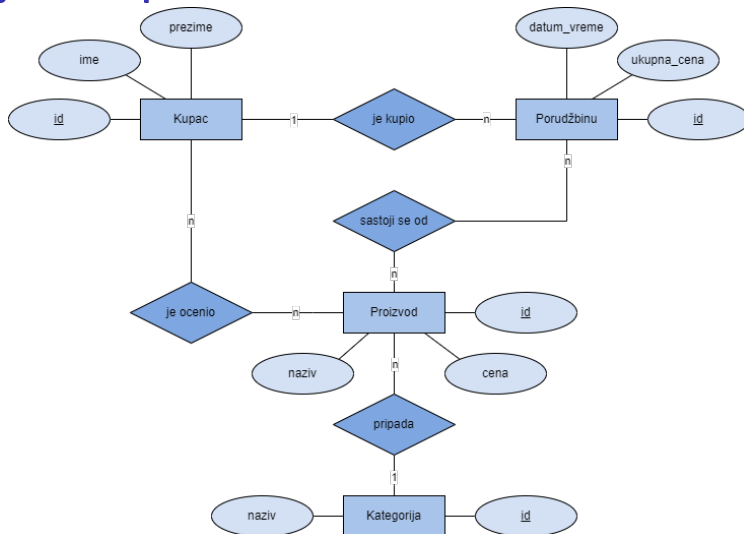 prezime
datum_vreme
ime
ukupna_cena
id
Kupac
1
je kupio
n
Porudžbinu
id
n
n
sastoji se od
n
je ocenio
n
Proizvod
id
naziv
n
cena
pripada
1
naziv
Kategorija
id